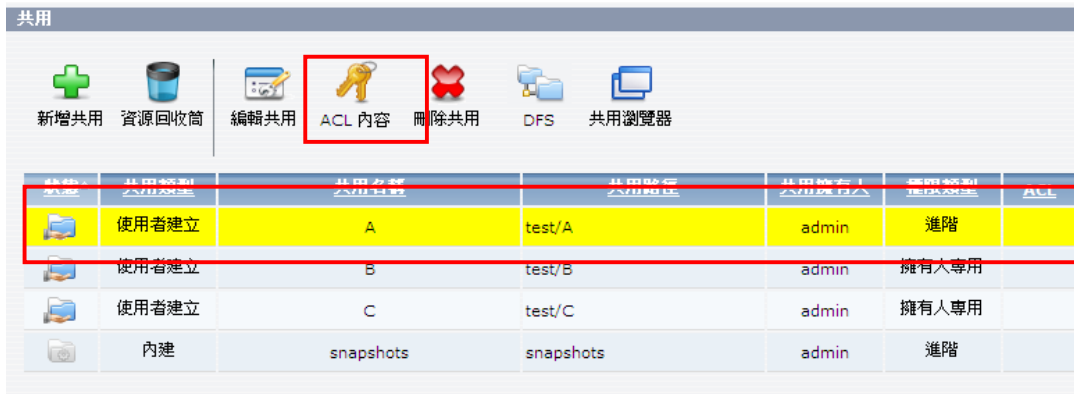 共用
新增共用 資源回收筒 編輯共用 ACL 內容 刪除共用 DFS 共用瀏覽器
狀態 共用類型 共用名稱 共用路徑 共用擁有人 權限類型 ACL
使用者建立 A test/A admin 進階
使用者建立 B test/B admin 擁有人專用
使用者建立 C test/C admin 擁有人專用
內建 snapshots snapshots admin 進階